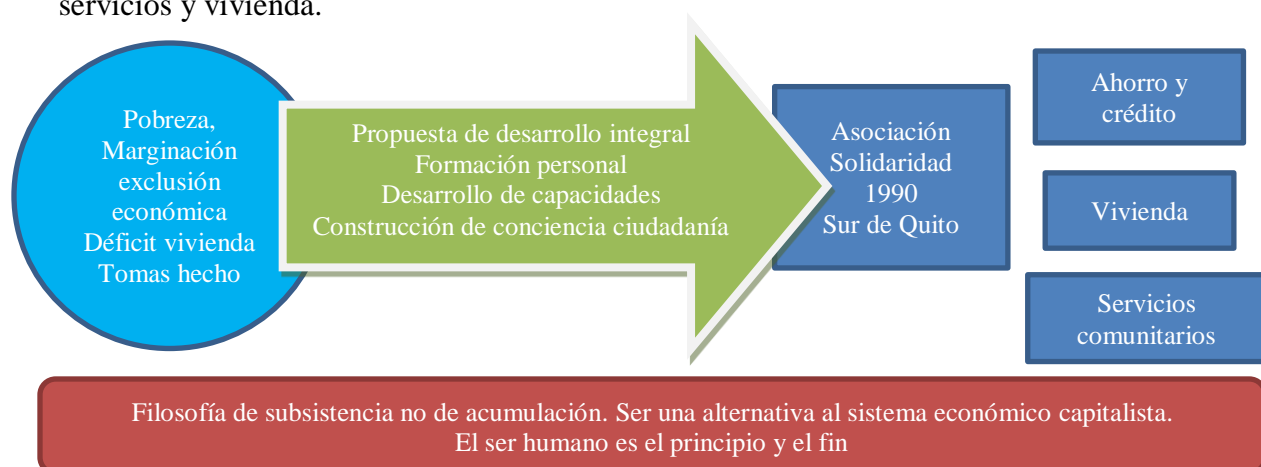 servicios y vivienda.
Pobreza,
Marginación
exclusión
económica
Déficit vivienda
Tomas hecho
Propuesta de desarrollo integral
Formación personal
Desarrollo de capacidades
Construcción de conciencia ciudadanía
Asociación
Solidaridad
1990
Sur de Quito
Ahorro y
crédito
Vivienda
Servicios
comunitarios
Filosofía de subsistencia no de acumulación. Ser una alternativa al sistema económico capitalista.
El ser humano es el principio y el fin